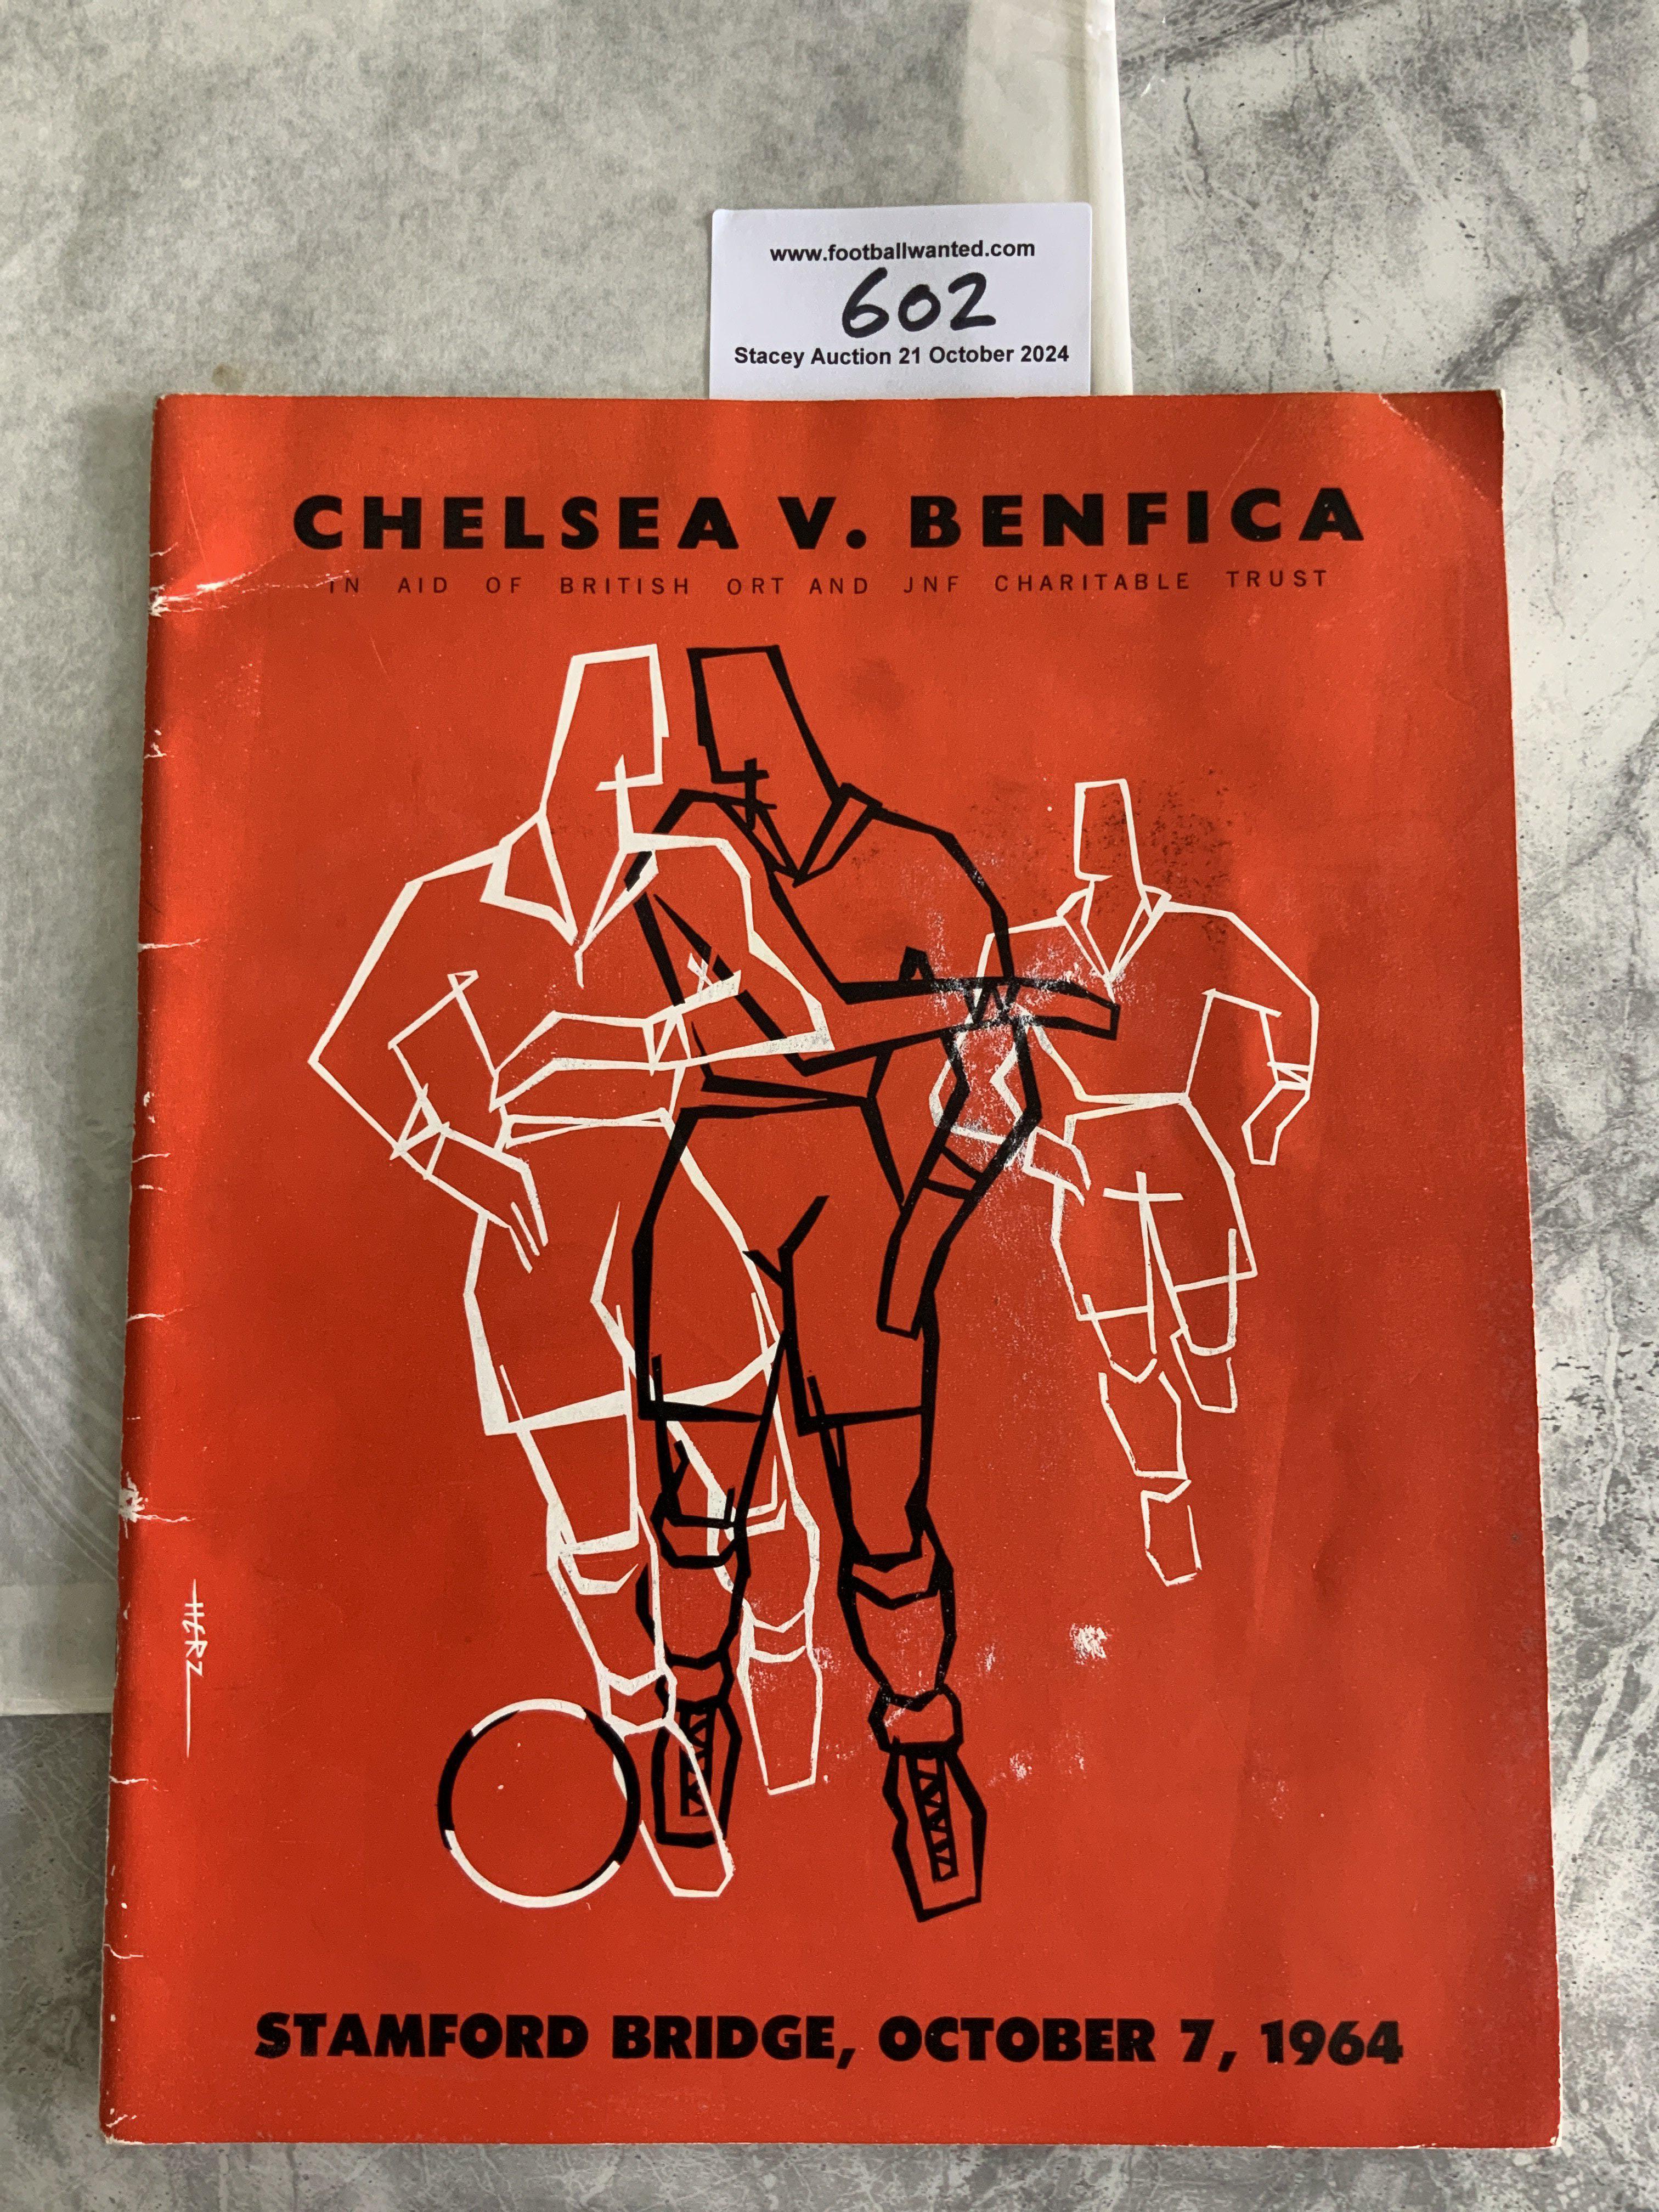 www.footballwanted.com
602
Stacey Auction 21 October 2024
CHELSEA V. BENFICA
IN AID OF BRITISH ORT AND JNF CHARITABLE TRUST
HERZ
STAMFORD BRIDGE, OCTOBER 7, 1964